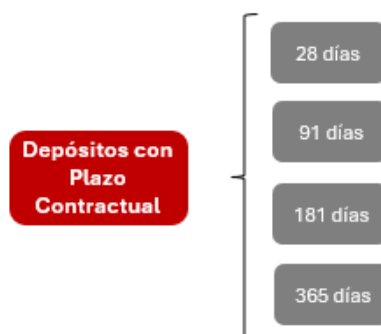 28 días
91 días
Depósitos con
Plazo
Contractual
181 días
365 días